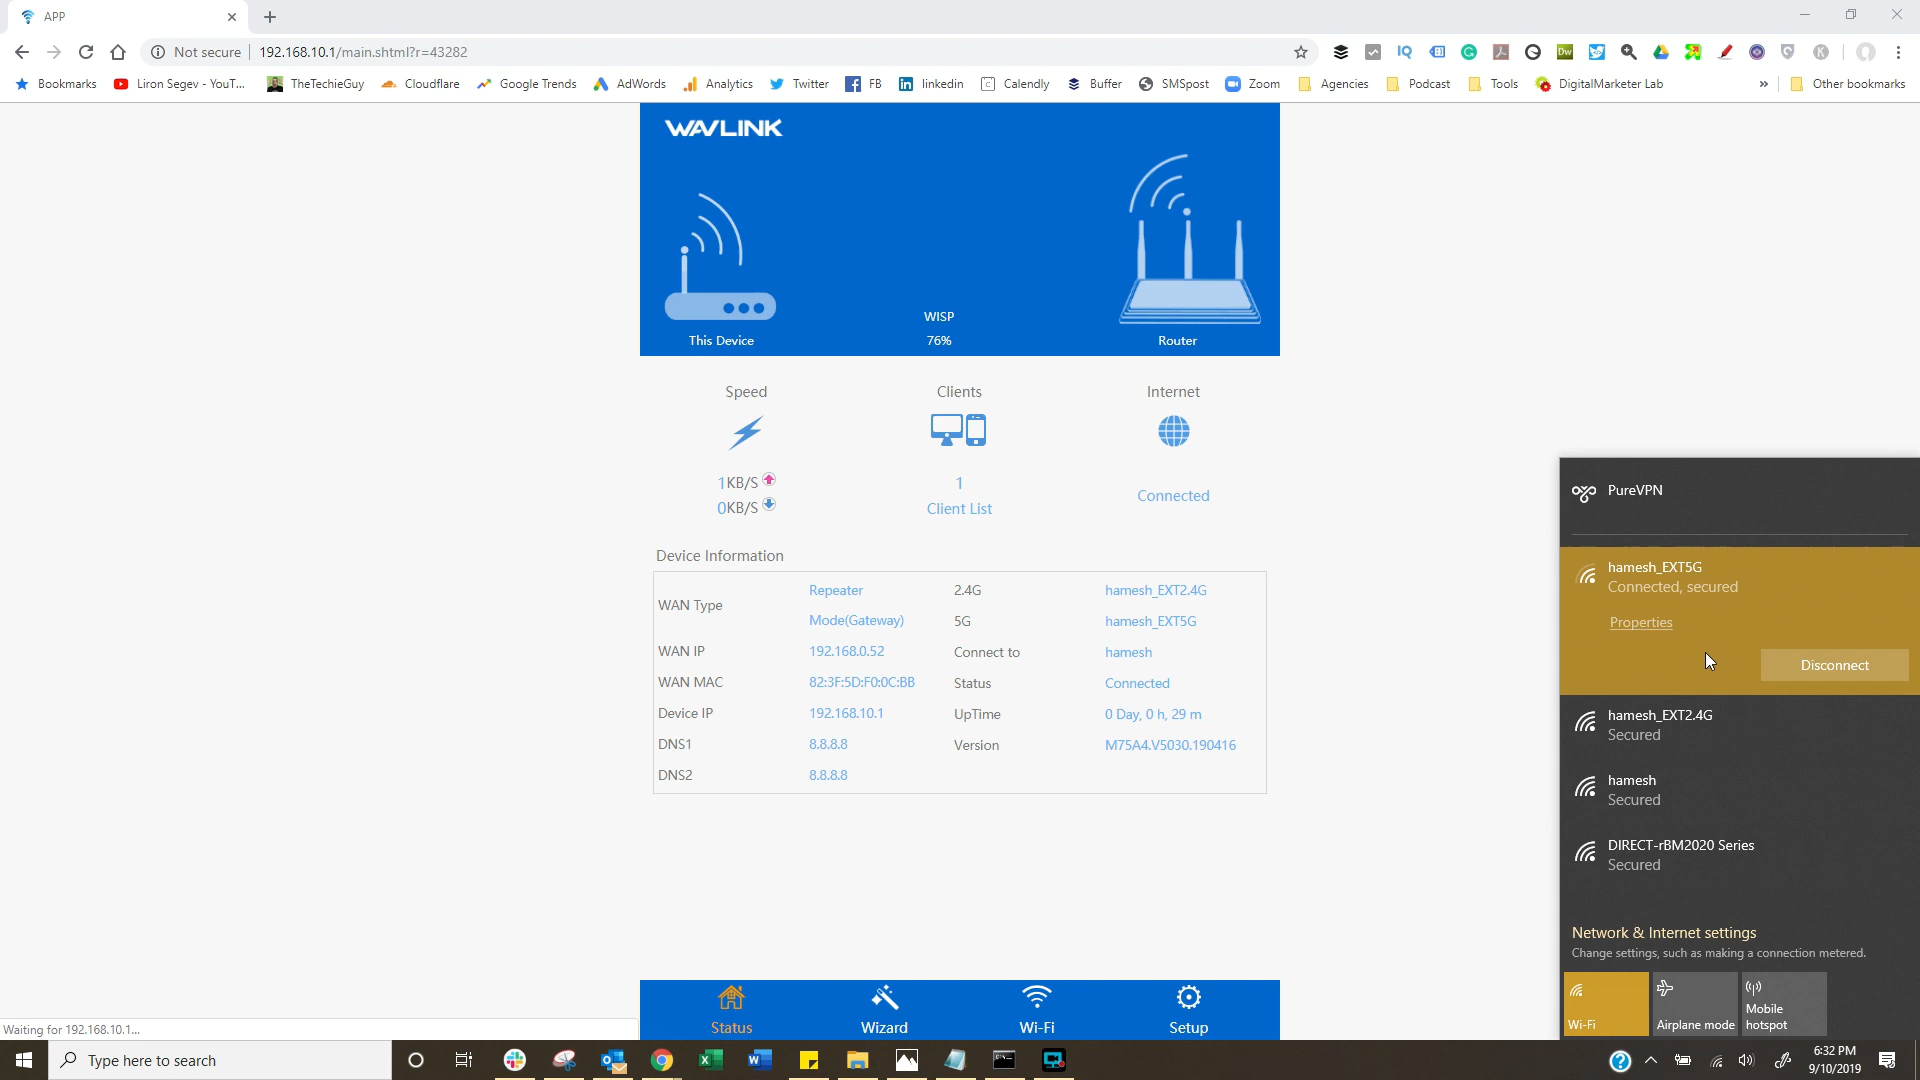 APP
Not secure
192.168.10.1/main.shtml?r=43282
Bookmarks
Liron Segev - YouT...
TheTechieGuy
Cloudflare
Google Trends
AdWords
Analytics
Twitter
FB
linkedin
Calendly
Buffer
SMSpost
Zoom
Agencies
Podcast
Tools
DigitalMarketer Lab
»
Other bookmarks
WAVLINK
WISP
76%
This Device
Router
Speed
Clients
Internet
1KB/S
0KB/S
1
Client List
Connected
Device Information
WAN Type
Repeater
Mode(Gateway)
2.4G
hamesh_EXT2.4G
5G
hamesh_EXT5G
WAN IP
192.168.0.52
Connect to
hamesh
WAN MAC
82:3F:5D:F0:0C:BB
Status
Connected
Device IP
192.168.10.1
UpTime
0 Day, 0 h, 29 m
DNS1
8.8.8.8
Version
M75A4.V5030.190416
DNS2
8.8.8.8
Status
Wizard
Wi-Fi
Setup
Waiting for 192.168.10.1...
PureVPN
hamesh_EXT5G
Connected, secured
Properties
Disconnect
hamesh_EXT2.4G
Secured
hamesh
Secured
DIRECT-rBM2020 Series
Secured
Network & Internet settings
Change settings, such as making a connection metered.
Wi-Fi
Airplane mode
Mobile
hotspot
Type here to search
6:32 PM
9/10/2019